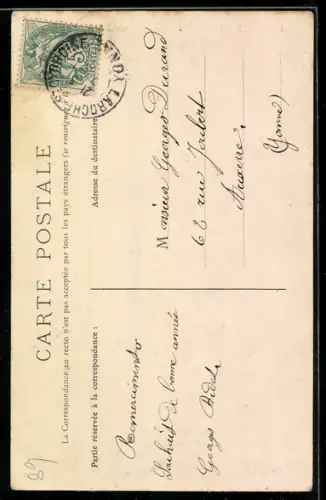 CARTE POSTALE
La Correspondance au recto n'est pas acceptée par tous les pays étrangers (se renseigner à la
Partie réservée à la correspondance :
Adresse du destinataire
Remerciements
Souhait de bonne année
Georges
Monsieur Georges Durand
62 rue Joubert
Auxerre
(Yonne)
LAROCHE
89